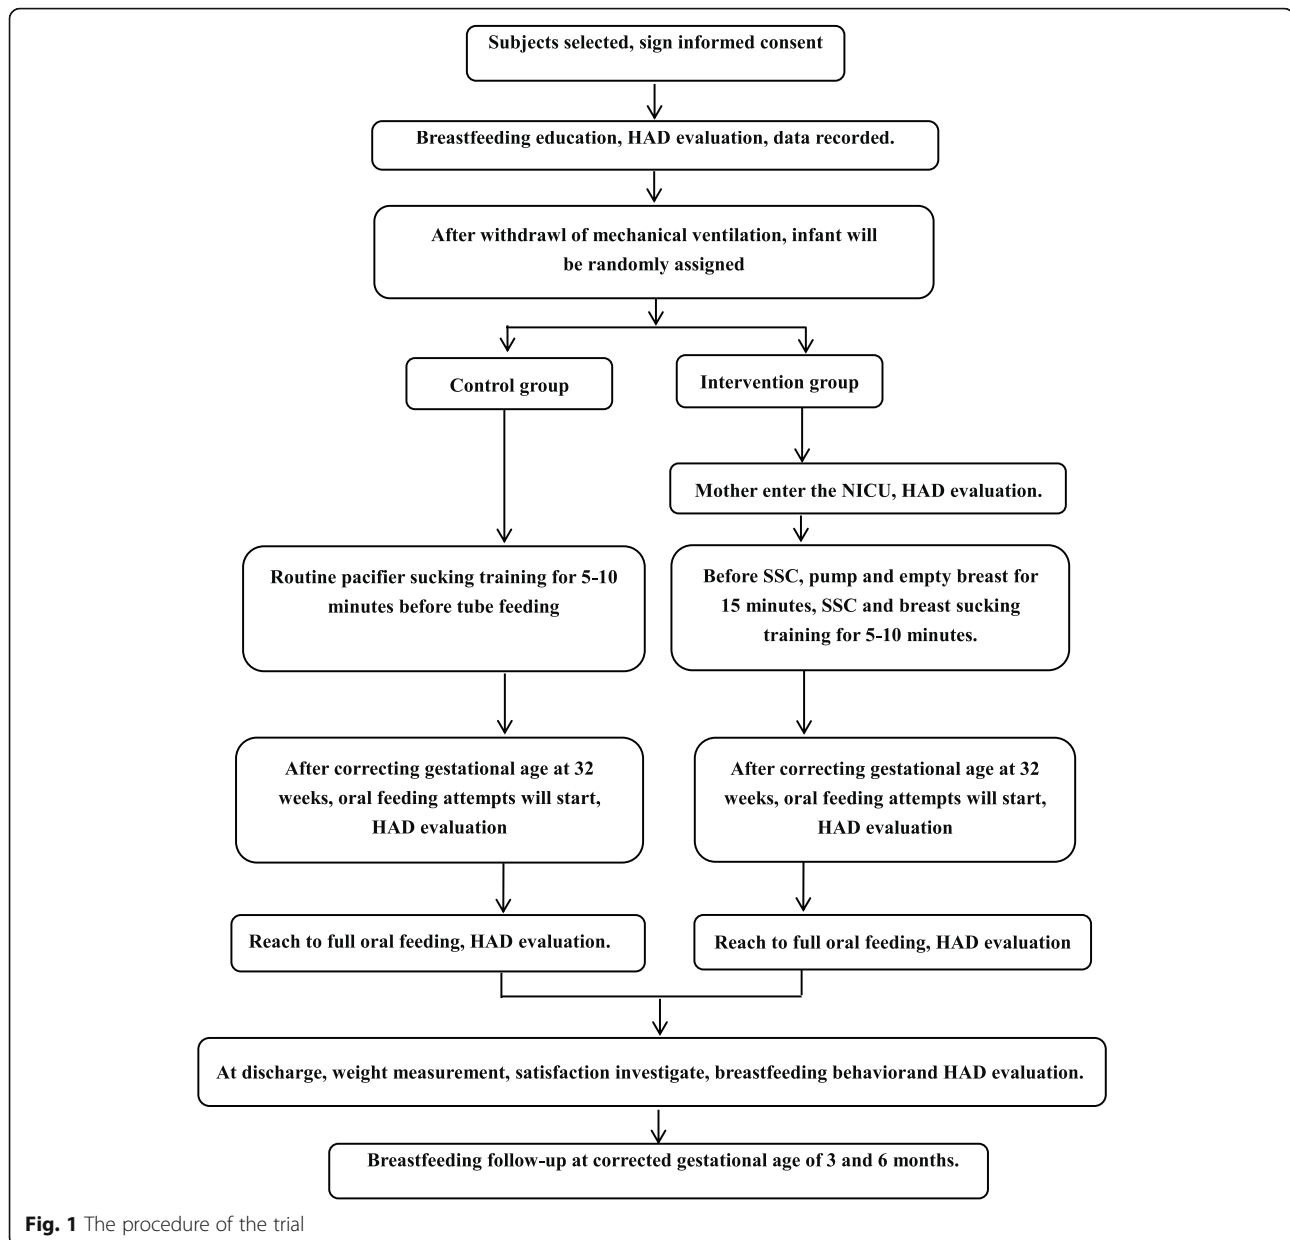 Subjects selected, sign informed consent
Breastfeeding education, HAD evaluation, data recorded.
After withdrawl of mechanical ventilation, infant will
be randomly assigned
Control group
Intervention group
Mother enter the NICU, HAD evaluation.
Routine pacifier sucking training for 5-10
minutes before tube feeding
Before SSC, pump and empty breast for
15 minutes, SSC and breast sucking
training for 5-10 minutes.
After correcting gestational age at 32
weeks, oral feeding attempts will start,
HAD evaluation
After correcting gestational age at 32
weeks, oral feeding attempts will start,
HAD evaluation
Reach to full oral feeding, HAD evaluation.
Reach to full oral feeding, HAD evaluation
At discharge, weight measurement, satisfaction investigate, breastfeeding behaviorand HAD evaluation.
Breastfeeding follow-up at corrected gestational age of 3 and 6 months.
Fig. 1 The procedure of the trial